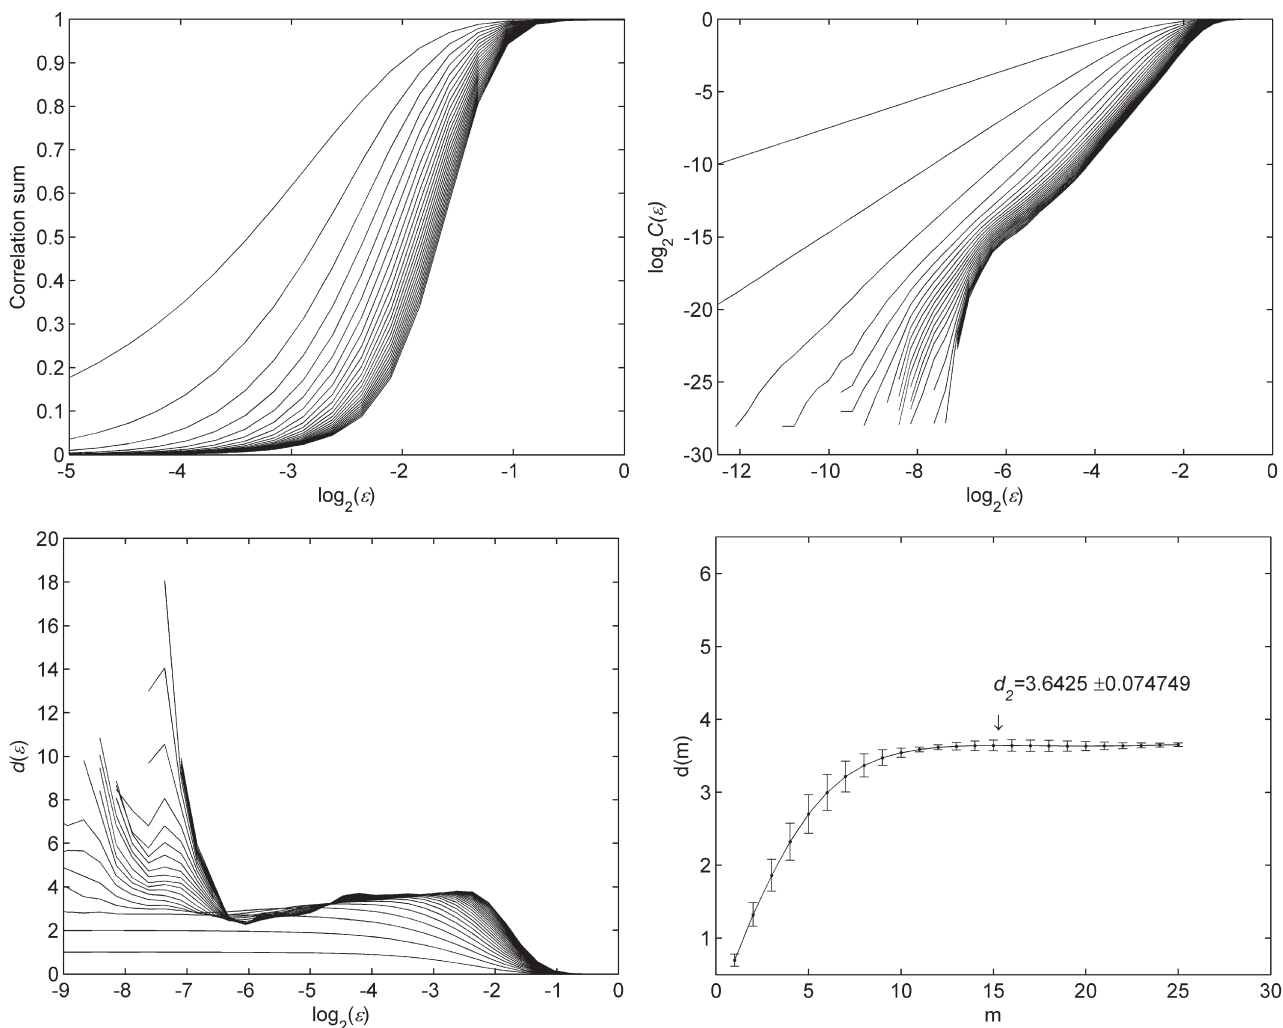 1
0.9
0.8
0.7
0.6
0.5
0.4
0.3
0.2
0.1
0
Correlation sum
-5 -4 -3 -2 -1 0
log2(ε)
0
-5
-10
-15
-20
-25
-30
log2C(ε)
-12 -10 -8 -6 -4 -2 0
log2(ε)
20
18
16
14
12
10
8
6
4
2
0
d(ε)
-9 -8 -7 -6 -5 -4 -3 -2 -1 0
log2(ε)
6
5
4
3
2
1
d(m)
d2=3.6425 ±0.074749
↓
0 5 10 15 20 25 30
m